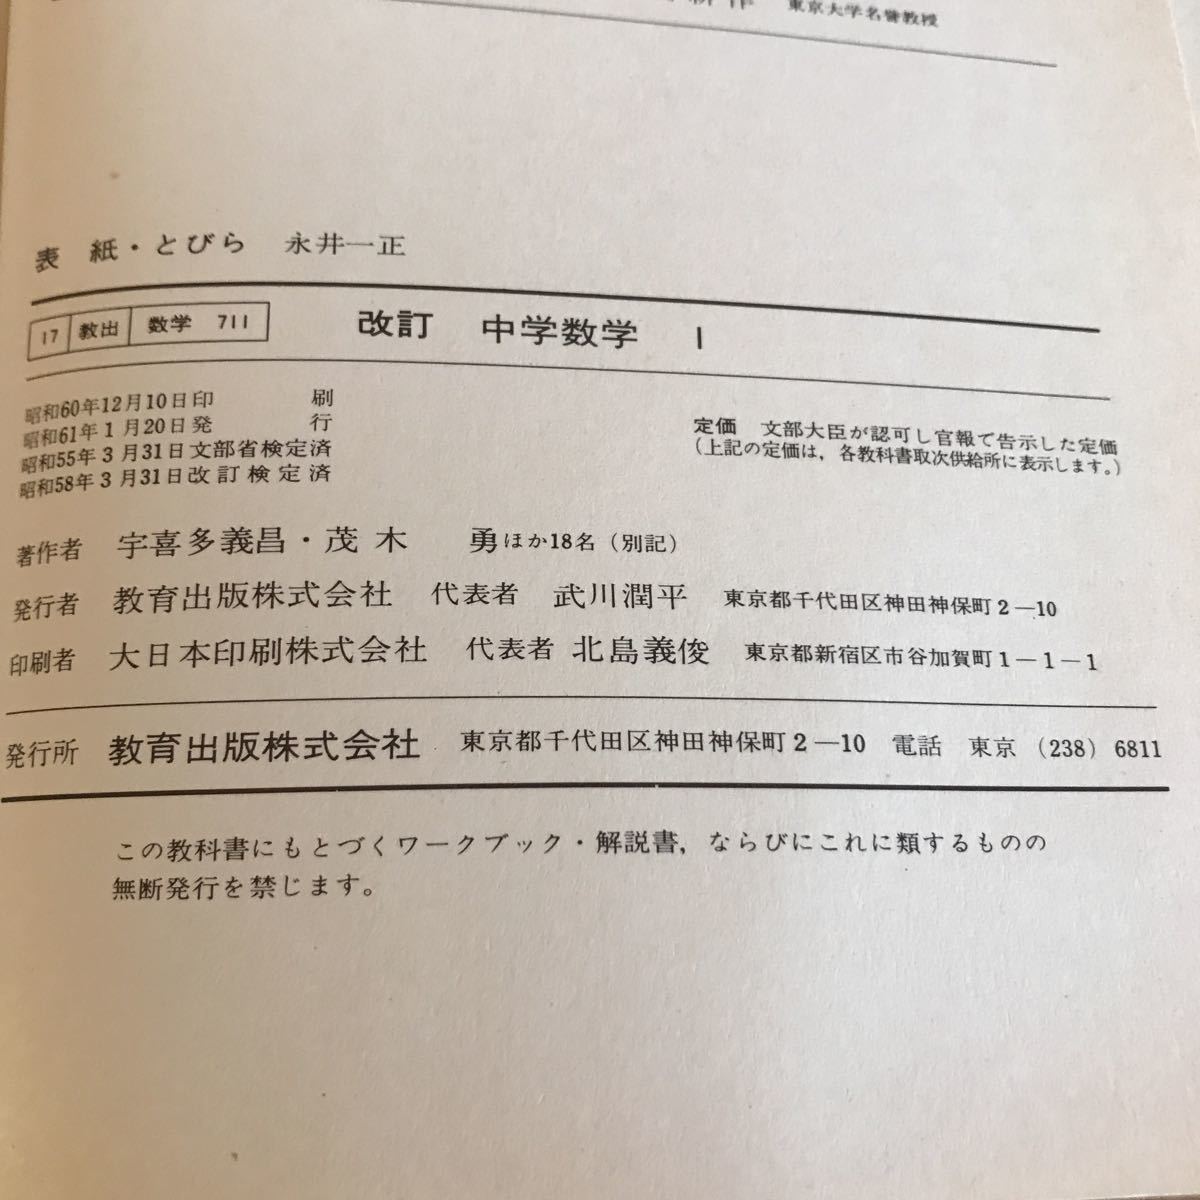 東京大学名誉教授
表紙・とびら 永井一正
17 教出 数学 711 改訂 中学数学 1
昭和60年12月10日印刷
昭和61年1月20日発行
昭和55年3月31日文部省検定済
昭和58年3月31日改訂検定済
定価 文部大臣が認可し官報で告示した定価
(上記の定価は,各教科書取次供給所に表示します。)
著作者 宇喜多義昌・茂木 勇ほか18名(別記)
発行者 教育出版株式会社 代表者 武川潤平 東京都千代田区神田神保町2—10
印刷者 大日本印刷株式会社 代表者 北島義俊 東京都新宿区市谷加賀町1-1-1
発行所 教育出版株式会社 東京都千代田区神田神保町2—10 電話 東京(238)6811
この教科書にもとづくワークブック・解説書,ならびにこれに類するものの
無断発行を禁じます。